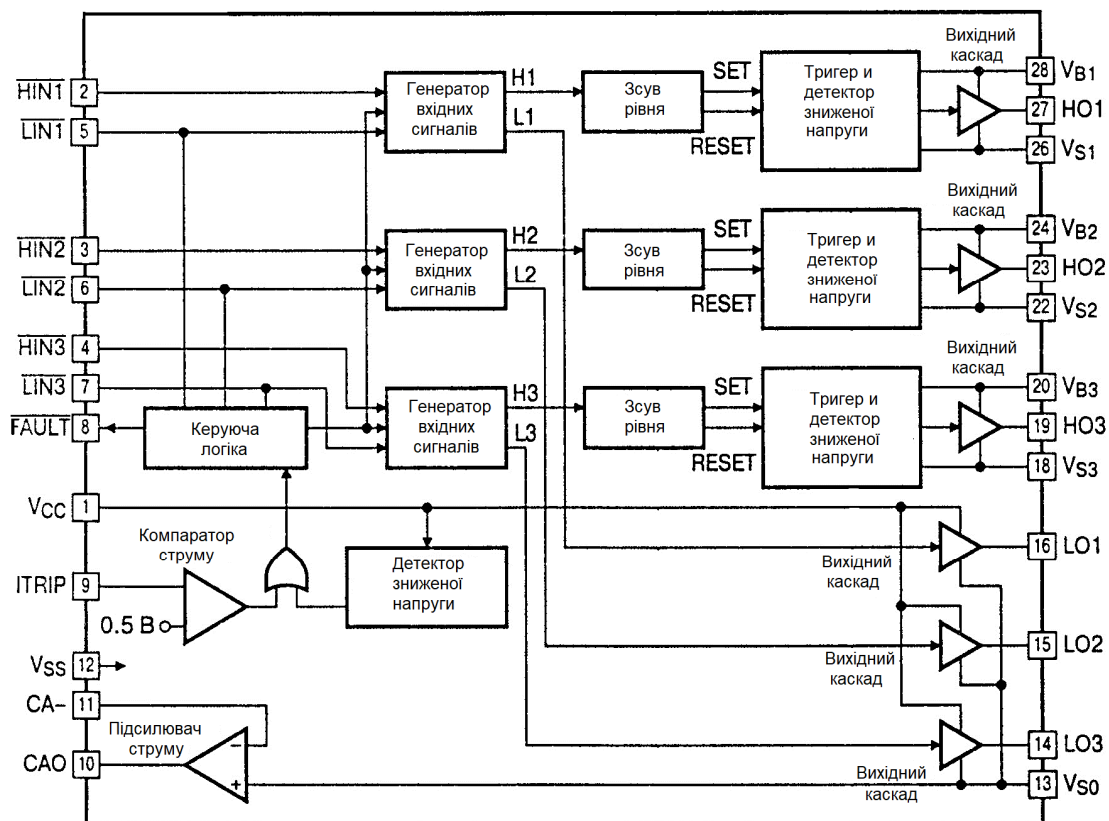 Вихідний
каскад
HIN1 2
Генератор
вхідних
сигналів
H1
L1
Зсув
рівня
SET
RESET
Тригер и
детектор
зниженої
напруги
28 VB1
27 HO1
26 VS1
LIN1 5
Вихідний
каскад
HIN2 3
LIN2 6
Генератор
вхідних
сигналів
H2
L2
Зсув
рівня
SET
RESET
Тригер и
детектор
зниженої
напруги
24 VB2
23 HO2
22 VS2
HIN3 4
LIN3 7
FAULT 8
Керуюча
логіка
Генератор
вхідних
сигналів
H3
L3
Зсув
рівня
SET
RESET
Тригер и
детектор
зниженої
напруги
Вихідний
каскад
20 VB3
19 HO3
18 VS3
VCC 1
Компаратор
струму
ITRIP 9
0.5 В
Детектор
зниженої
напруги
Вихідний
каскад
16 LO1
VSS 12
Вихідний
каскад
15 LO2
CA– 11
CAO 10
Підсилювач
струму
–
+
14 LO3
Вихідний
каскад
13 VS0